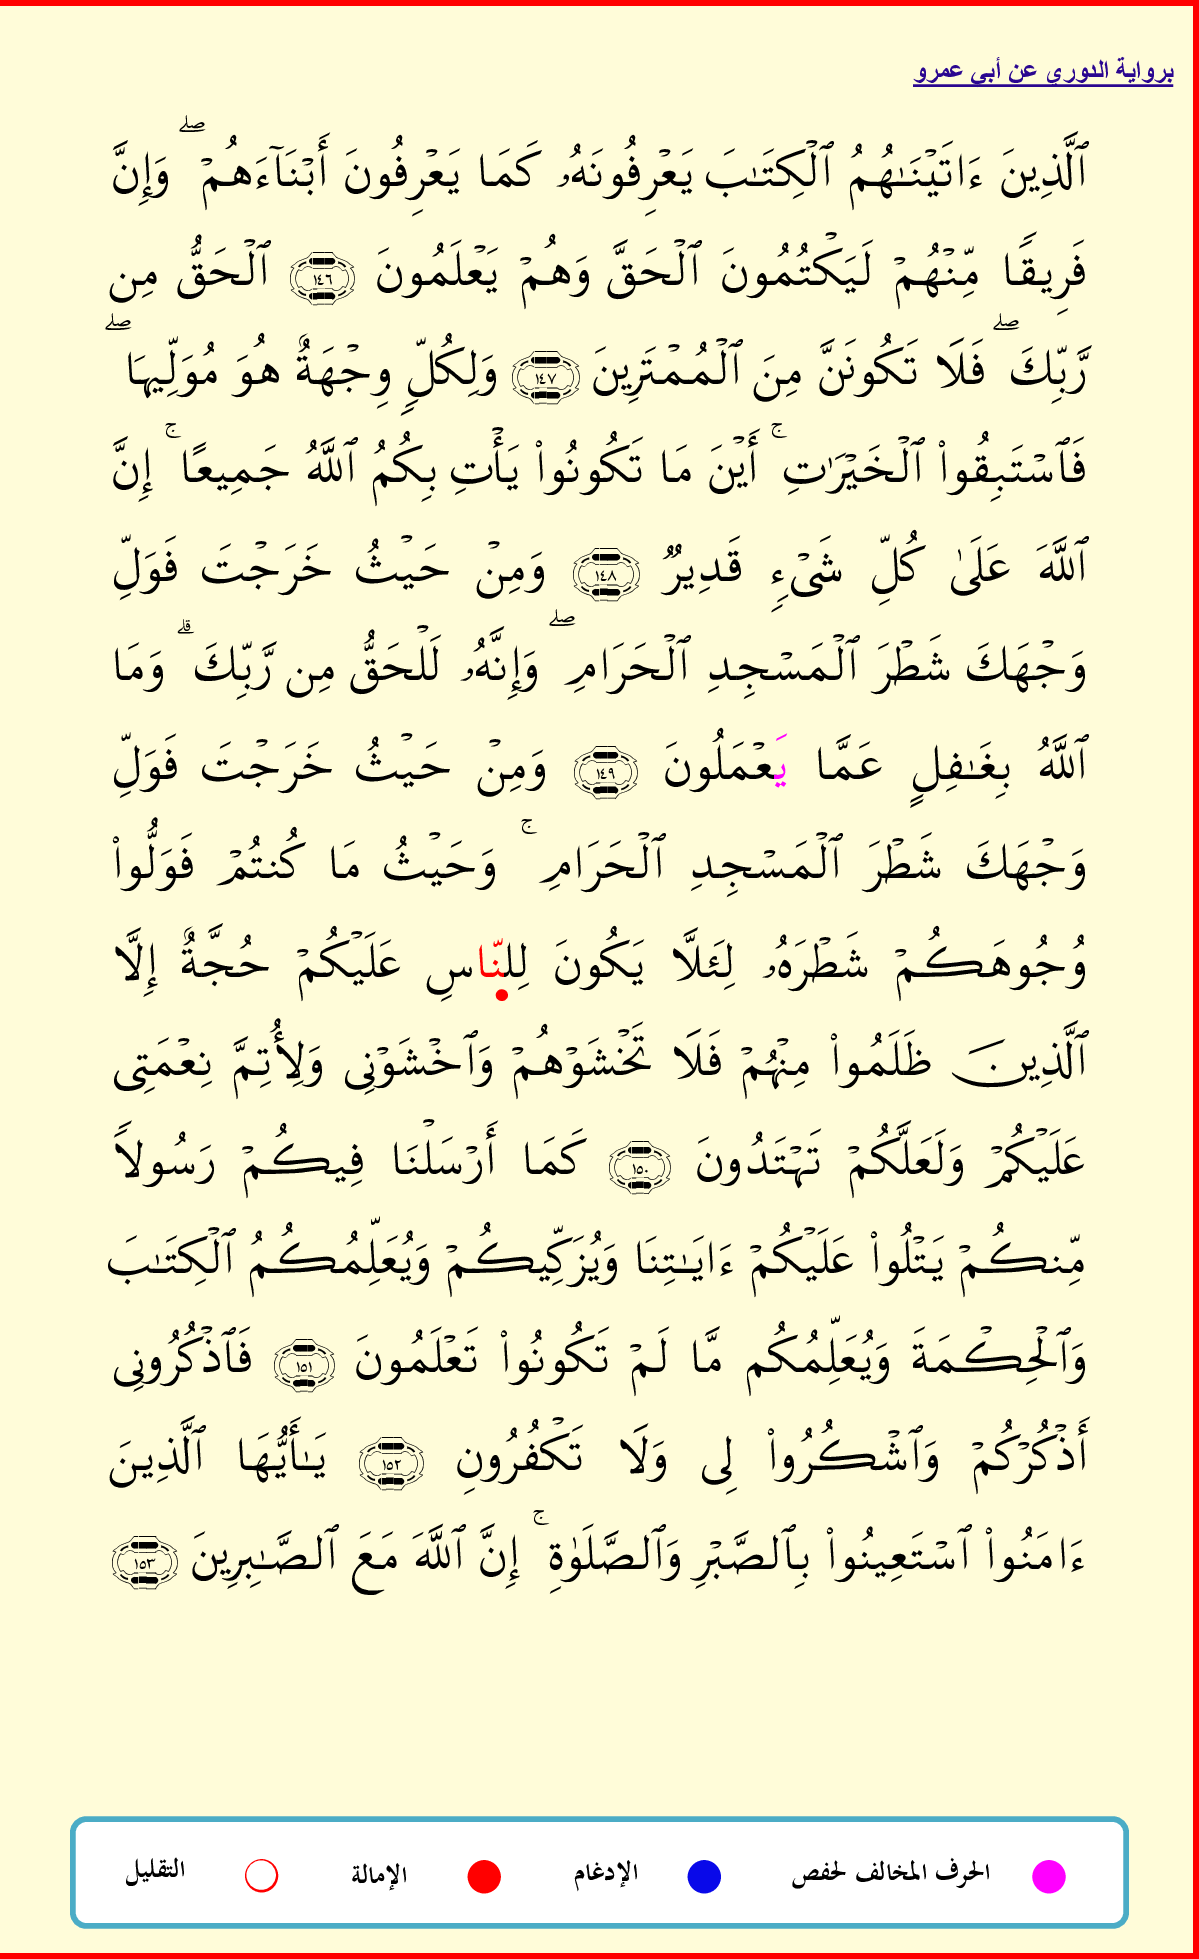 برواية الدوري عن أبي عمرو
ٱلَّذِينَ ءَاتَيۡنَٰهُمُ ٱلۡكِتَٰبَ يَعۡرِفُونَهُۥ كَمَا يَعۡرِفُونَ أَبۡنَآءَهُمۡۖ وَإِنَّ
فَرِيقٗا مِّنۡهُمۡ لَيَكۡتُمُونَ ٱلۡحَقَّ وَهُمۡ يَعۡلَمُونَ ١٤٦ ٱلۡحَقُّ مِن
رَّبِّكَۖ فَلَا تَكُونَنَّ مِنَ ٱلۡمُمۡتَرِينَ ١٤٧ وَلِكُلّٖ وِجۡهَةٌ هُوَ مُوَلِّيهَاۖ
فَٱسۡتَبِقُواْ ٱلۡخَيۡرَٰتِۚ أَيۡنَ مَا تَكُونُواْ يَأۡتِ بِكُمُ ٱللَّهُ جَمِيعًاۚ إِنَّ
ٱللَّهَ عَلَىٰ كُلِّ شَيۡءٖ قَدِيرٞ ١٤٨ وَمِنۡ حَيۡثُ خَرَجۡتَ فَوَلِّ
وَجۡهَكَ شَطۡرَ ٱلۡمَسۡجِدِ ٱلۡحَرَامِۖ وَإِنَّهُۥ لَلۡحَقُّ مِن رَّبِّكَۗ وَمَا
ٱللَّهُ بِغَٰفِلٍ عَمَّا يَعۡمَلُونَ ١٤٩ وَمِنۡ حَيۡثُ خَرَجۡتَ فَوَلِّ
وَجۡهَكَ شَطۡرَ ٱلۡمَسۡجِدِ ٱلۡحَرَامِۚ وَحَيۡثُ مَا كُنتُمۡ فَوَلُّواْ
وُجُوهَكُمۡ شَطۡرَهُۥ لِئَلَّا يَكُونَ لِلنَّاسِ عَلَيۡكُمۡ حُجَّةٌ إِلَّا
ٱلَّذِينَ ظَلَمُواْ مِنۡهُمۡ فَلَا تَخۡشَوۡهُمۡ وَٱخۡشَوۡنِي وَلِأُتِمَّ نِعۡمَتِي
عَلَيۡكُمۡ وَلَعَلَّكُمۡ تَهۡتَدُونَ ١٥٠ كَمَا أَرۡسَلۡنَا فِيكُمۡ رَسُولٗا
مِّنكُمۡ يَتۡلُواْ عَلَيۡكُمۡ ءَايَٰتِنَا وَيُزَكِّيكُمۡ وَيُعَلِّمُكُمُ ٱلۡكِتَٰبَ
وَٱلۡحِكۡمَةَ وَيُعَلِّمُكُم مَّا لَمۡ تَكُونُواْ تَعۡلَمُونَ ١٥١ فَٱذۡكُرُونِي
أَذۡكُرۡكُمۡ وَٱشۡكُرُواْ لِي وَلَا تَكۡفُرُونِ ١٥٢ يَٰأَيُّهَا ٱلَّذِينَ
ءَامَنُواْ ٱسۡتَعِينُواْ بِٱلصَّبۡرِ وَٱلصَّلَوٰةِۚ إِنَّ ٱللَّهَ مَعَ ٱلصَّٰبِرِينَ ١٥٣
الحرف المخالف لحفص الإدغام الإمالة التقليل